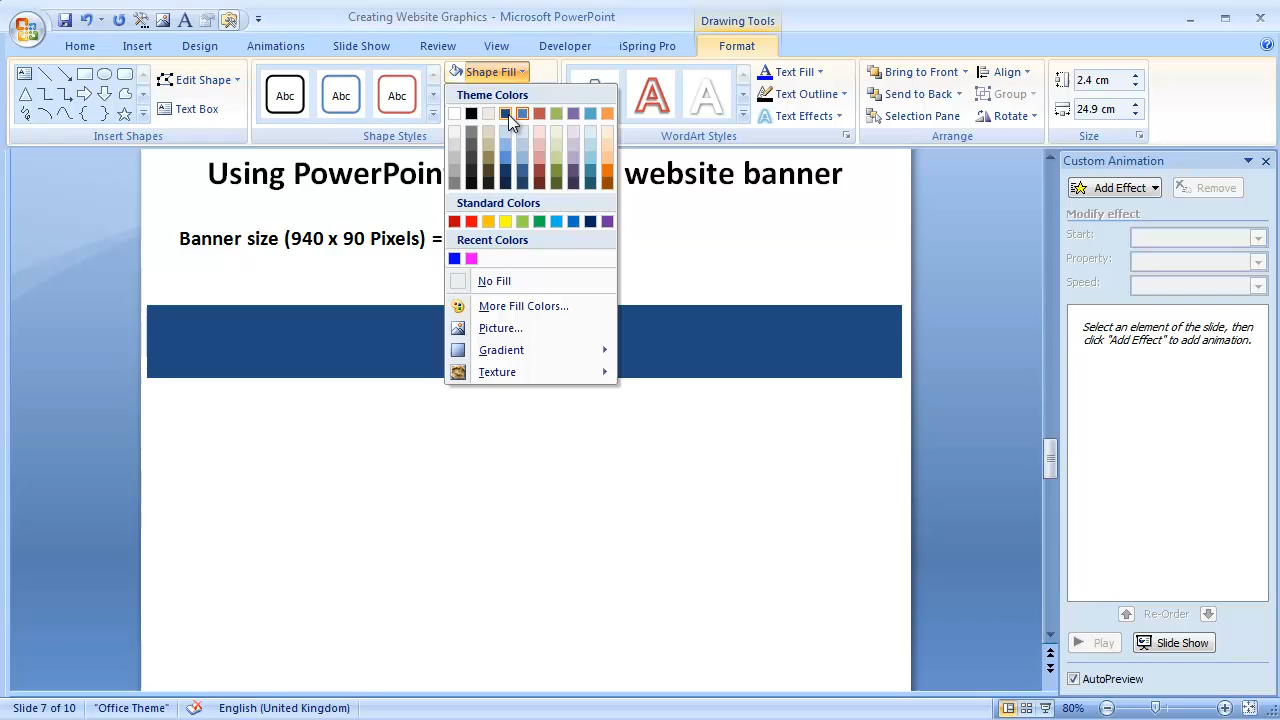 Creating Website Graphics - Microsoft PowerPoint
Drawing Tools
Home Insert Design Animations Slide Show Review View Developer iSpring Pro Format
Edit Shape
Text Box
Insert Shapes
Abc Abc Abc
Shape Styles
Shape Fill
Text Fill
Text Outline
Text Effects
WordArt Styles
Bring to Front
Send to Back
Selection Pane
Align
Group
Rotate
Arrange
2.4 cm
24.9 cm
Size
Theme Colors
Standard Colors
Recent Colors
No Fill
More Fill Colors...
Picture...
Gradient
Texture
Using PowerPoin
website banner
Banner size (940 x 90 Pixels) =
Custom Animation
Add Effect
Remove
Modify effect
Start:
Property:
Speed:
Select an element of the slide, then
click "Add Effect" to add animation.
Re-Order
Play
Slide Show
AutoPreview
Slide 7 of 10
"Office Theme"
English (United Kingdom)
80%